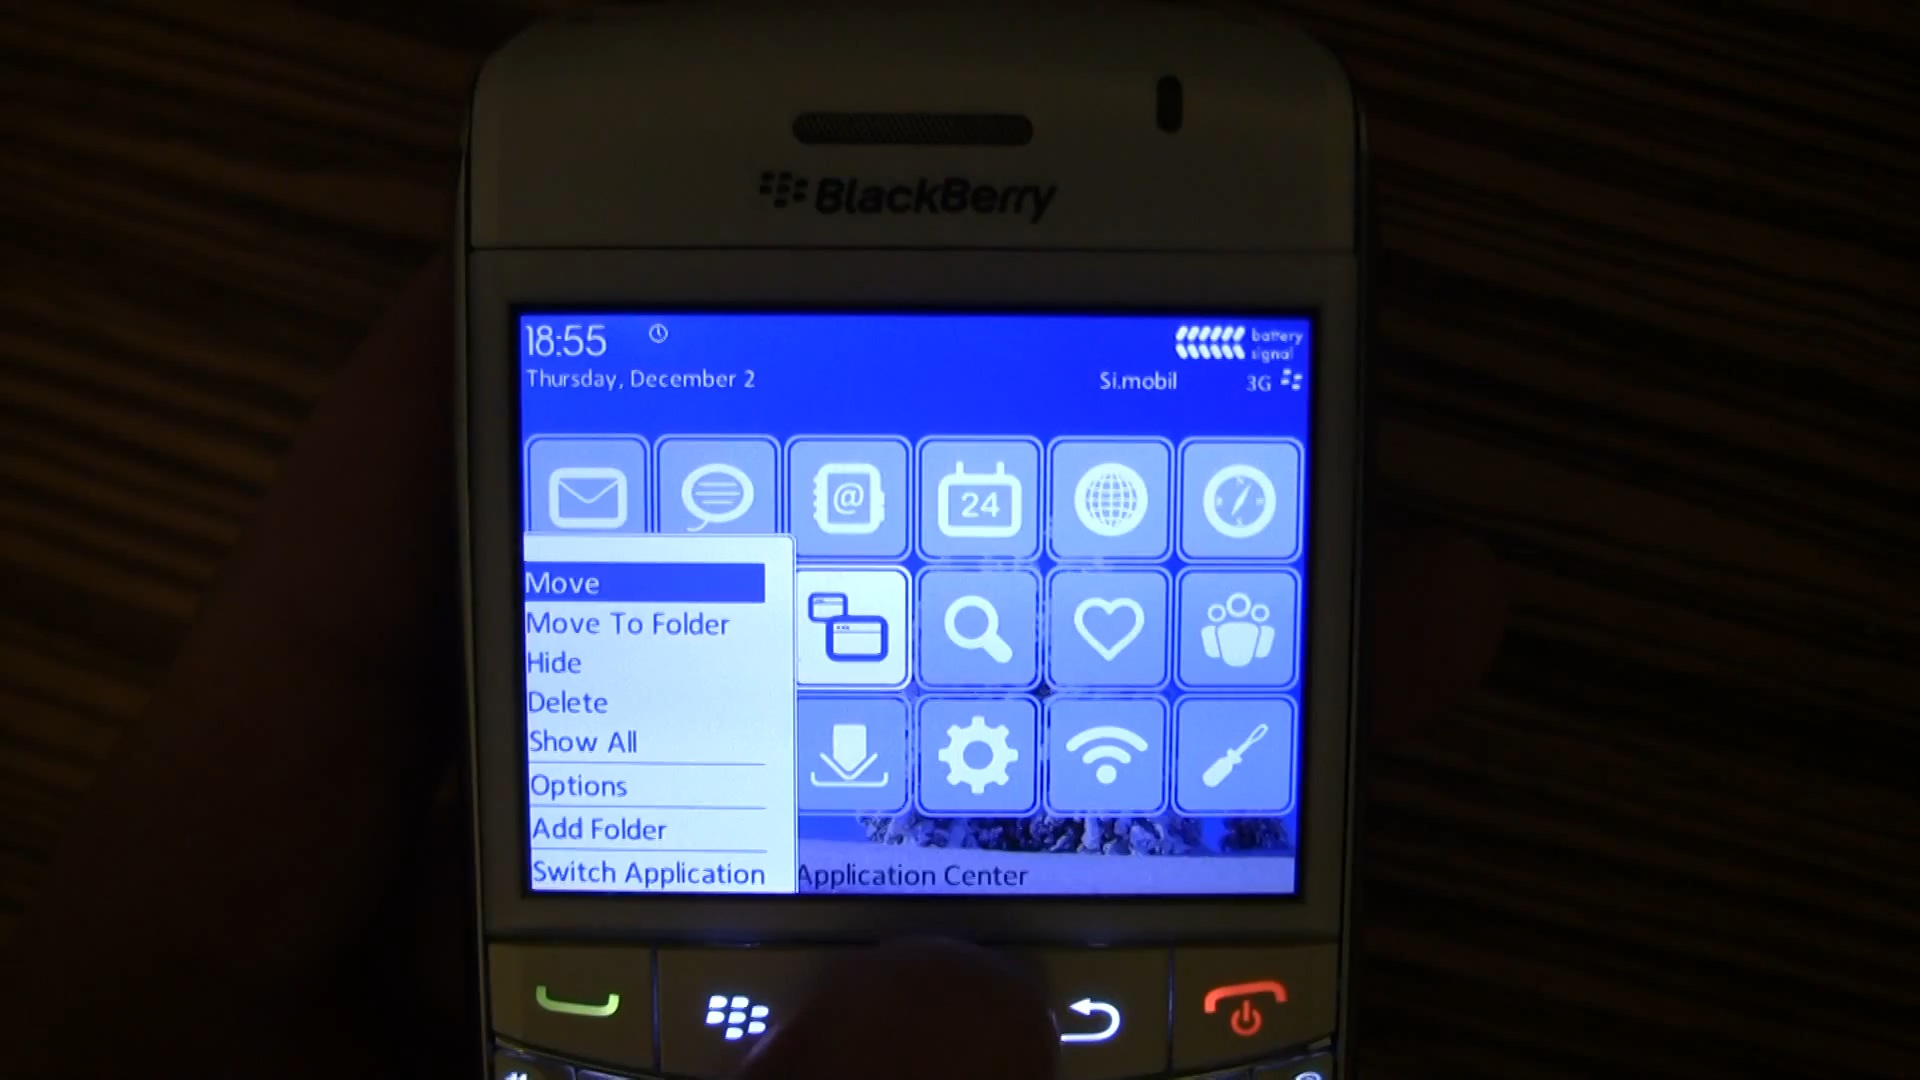 BlackBerry
18:55
battery
signal
Thursday, December 2
Si.mobil
3G
@
24
Move
Move To Folder
Hide
Delete
Show All
Options
Add Folder
Switch Application
Application Center